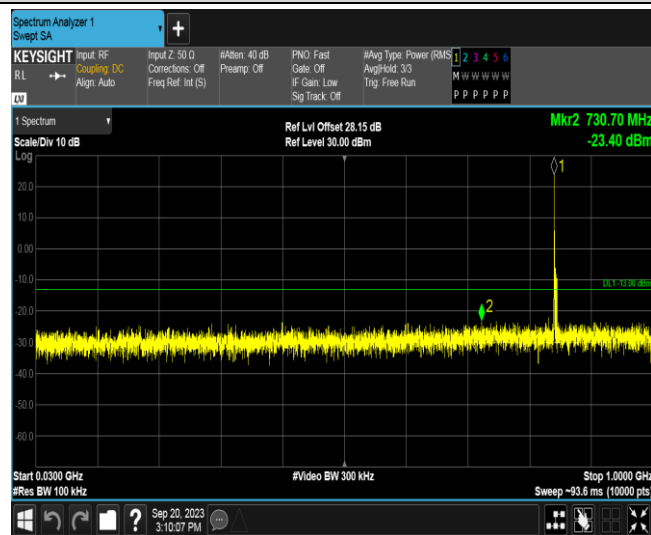 Spectrum Analyzer 1
Swept SA
+
KEYSIGHT Input: RF
RL Coupling: DC
Align: Auto
LXI
Input Z: 50 Ω
Corrections: Off
Freq Ref: Int (S)
#Atten: 40 dB
Preamp: Off
PNO: Fast
Gate: Off
IF Gain: Low
Sig Track: Off
#Avg Type: Power (RMS
Avg|Hold: 3/3
Trig: Free Run
1 2 3 4 5 6
M W W W W W
P P P P P P
1 Spectrum
Scale/Div 10 dB
Ref Lvl Offset 28.15 dB
Ref Level 30.00 dBm
Mkr2 730.70 MHz
-23.40 dBm
Log
1
20.0
10.0
0.00
-10.0
DL1 -13.00 dBm
-20.0
2
-30.0
-40.0
-50.0
-60.0
Start 0.0300 GHz
#Res BW 100 kHz
#Video BW 300 kHz
Stop 1.0000 GHz
Sweep ~93.6 ms (10000 pts)
?
Sep 20, 2023
3:10:07 PM